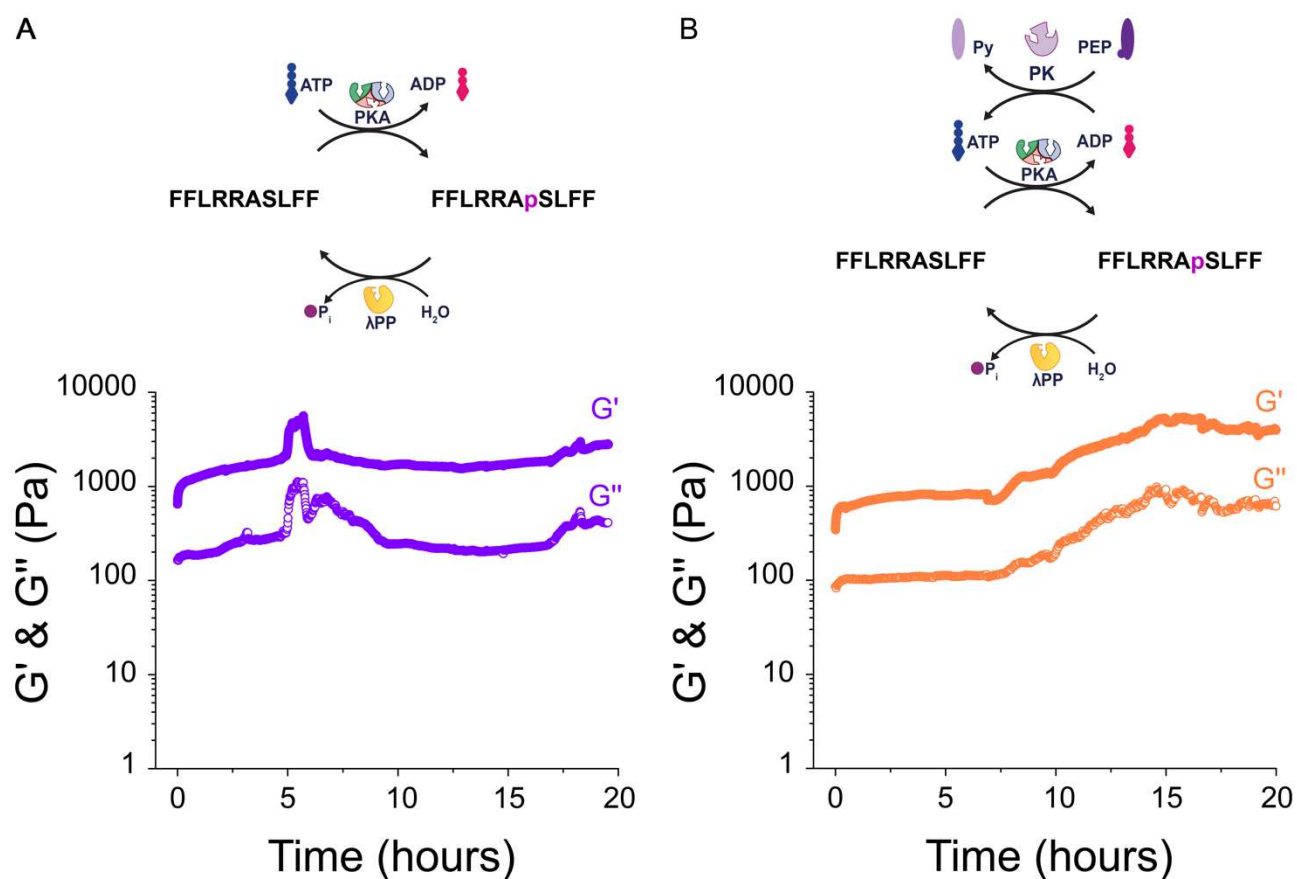 A
ATP PKA ADP
FFLRRASLFF FFLRRApSLFF
Pi λPP H2O
10000
1000
100
10
1
G' & G" (Pa)
G'
G"
0 5 10 15 20
Time (hours)
B
Py PK PEP
ATP PKA ADP
FFLRRASLFF FFLRRApSLFF
Pi λPP H2O
10000
1000
100
10
1
G' & G" (Pa)
G'
G"
0 5 10 15 20
Time (hours)